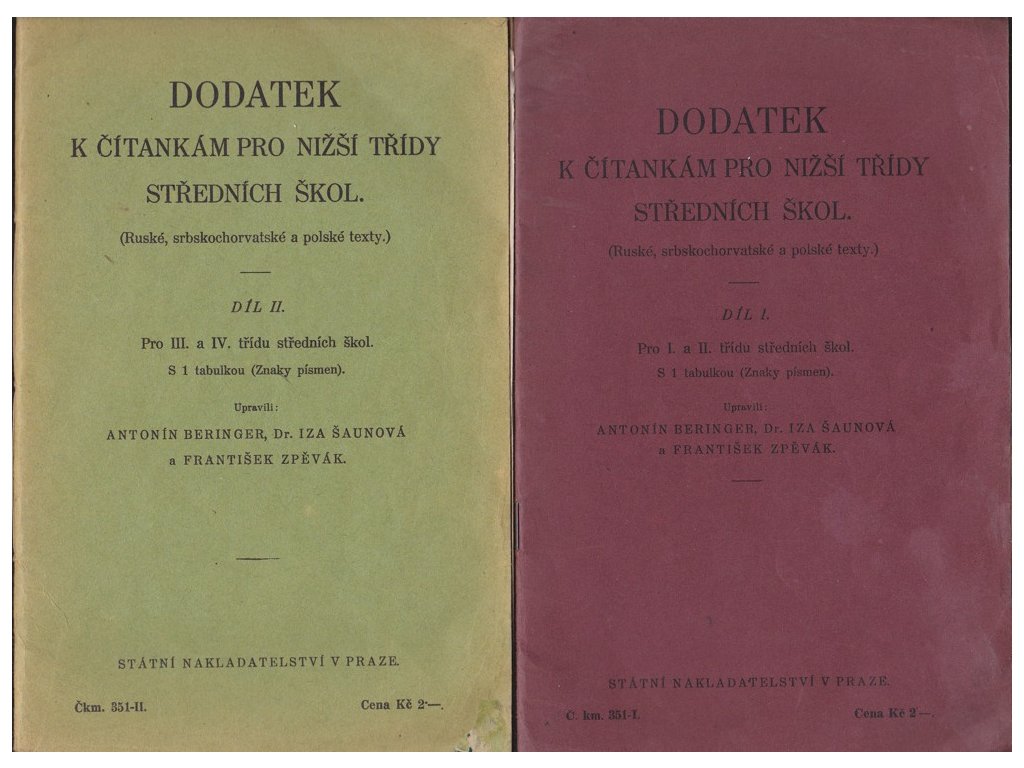 DODATEK
K ČÍTANKÁM PRO NIŽŠÍ TŘÍDY
STŘEDNÍCH ŠKOL.
(Ruské, srbskochorvatské a polské texty.)
DÍL II.
Pro III. a IV. třídu středních škol.
S 1 tabulkou (Znaky písmen).
Upravili:
ANTONÍN BERINGER, Dr. IZA ŠAUNOVÁ
a FRANTIŠEK ZPĚVÁK.
STÁTNÍ NAKLADATELSTVÍ V PRAZE.
Čkm. 351-II.
Cena Kč 2·—.
DODATEK
K ČÍTANKÁM PRO NIŽŠÍ TŘÍDY
STŘEDNÍCH ŠKOL.
(Ruské, srbskochorvatské a polské texty.)
DÍL I.
Pro I. a II. třídu středních škol.
S 1 tabulkou (Znaky písmen).
Upravili:
ANTONÍN BERINGER, Dr. IZA ŠAUNOVÁ
a FRANTIŠEK ZPĚVÁK.
STÁTNÍ NAKLADATELSTVÍ V PRAZE.
Č. km. 351-I.
Cena Kč 2·—.